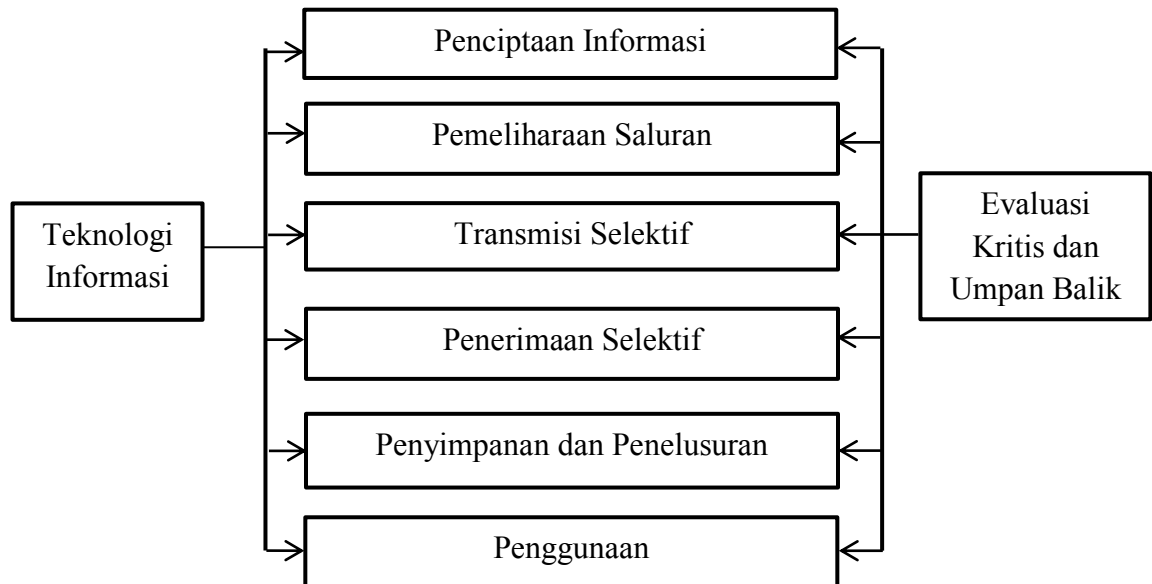 Penciptaan Informasi
Pemeliharaan Saluran
Transmisi Selektif
Penerimaan Selektif
Penyimpanan dan Penelusuran
Penggunaan
Teknologi
Informasi
Evaluasi
Kritis dan
Umpan Balik